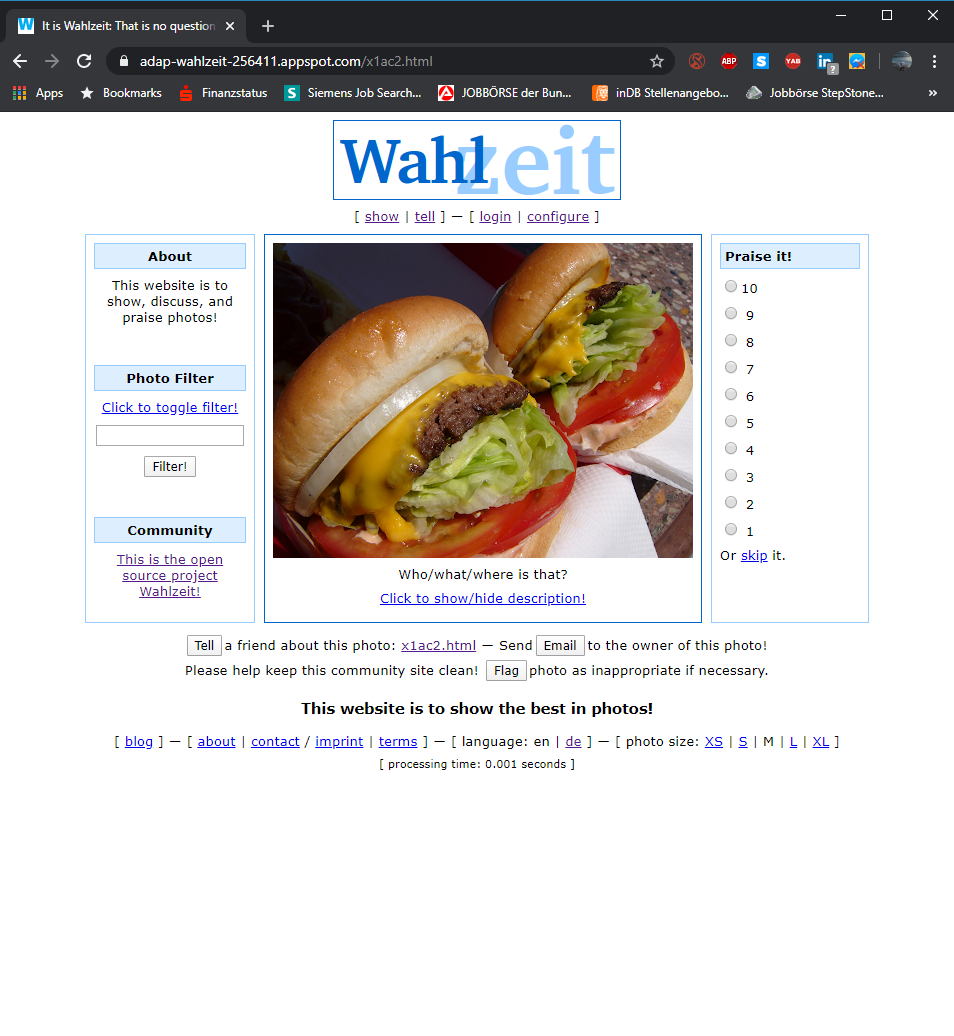 It is Wahlzeit: That is no question
adap-wahlzeit-256411.appspot.com/x1ac2.html
ABP
S
YAB
in
?
Apps
Bookmarks
Finanzstatus
S
Siemens Job Search...
JOBBÖRSE der Bun...
inDB Stellenangebo...
Jobbörse StepStone...
»
Wahlzeit
[ show | tell ] — [ login | configure ]
About
This website is to
show, discuss, and
praise photos!
Photo Filter
Click to toggle filter!
Filter!
Community
This is the open
source project
Wahlzeit!
Who/what/where is that?
Click to show/hide description!
Praise it!
10
9
8
7
6
5
4
3
2
1
Or skip it.
Tell a friend about this photo: x1ac2.html — Send Email to the owner of this photo!
Please help keep this community site clean! Flag photo as inappropriate if necessary.
This website is to show the best in photos!
[ blog ] — [ about | contact / imprint | terms ] — [ language: en | de ] — [ photo size: XS | S | M | L | XL ]
[ processing time: 0.001 seconds ]